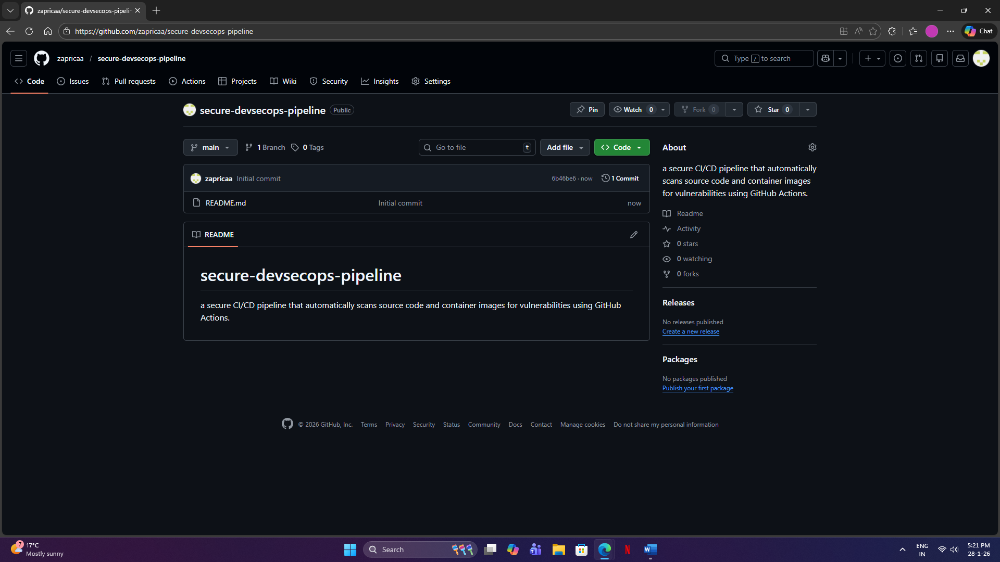 zapricaa/secure-devsecops-pipelin
https://github.com/zapricaa/secure-devsecops-pipeline
Chat
zapricaa / secure-devsecops-pipeline
Type / to search
Code Issues Pull requests Actions Projects Wiki Security Insights Settings
secure-devsecops-pipeline Public
Pin Watch 0 Fork 0 Star 0
main 1 Branch 0 Tags Go to file t Add file Code
zapricaa Initial commit 6b46be6 · now 1 Commit
README.md Initial commit now
README
secure-devsecops-pipeline
a secure CI/CD pipeline that automatically scans source code and container images for vulnerabilities using GitHub
Actions.
About
a secure CI/CD pipeline that automatically
scans source code and container images
for vulnerabilities using GitHub Actions.
Readme
Activity
0 stars
0 watching
0 forks
Releases
No releases published
Create a new release
Packages
No packages published
Publish your first package
© 2026 GitHub, Inc. Terms Privacy Security Status Community Docs Contact Manage cookies Do not share my personal information
7
17°C
Mostly sunny
Search
ENG
IN
5:21 PM
28-1-26